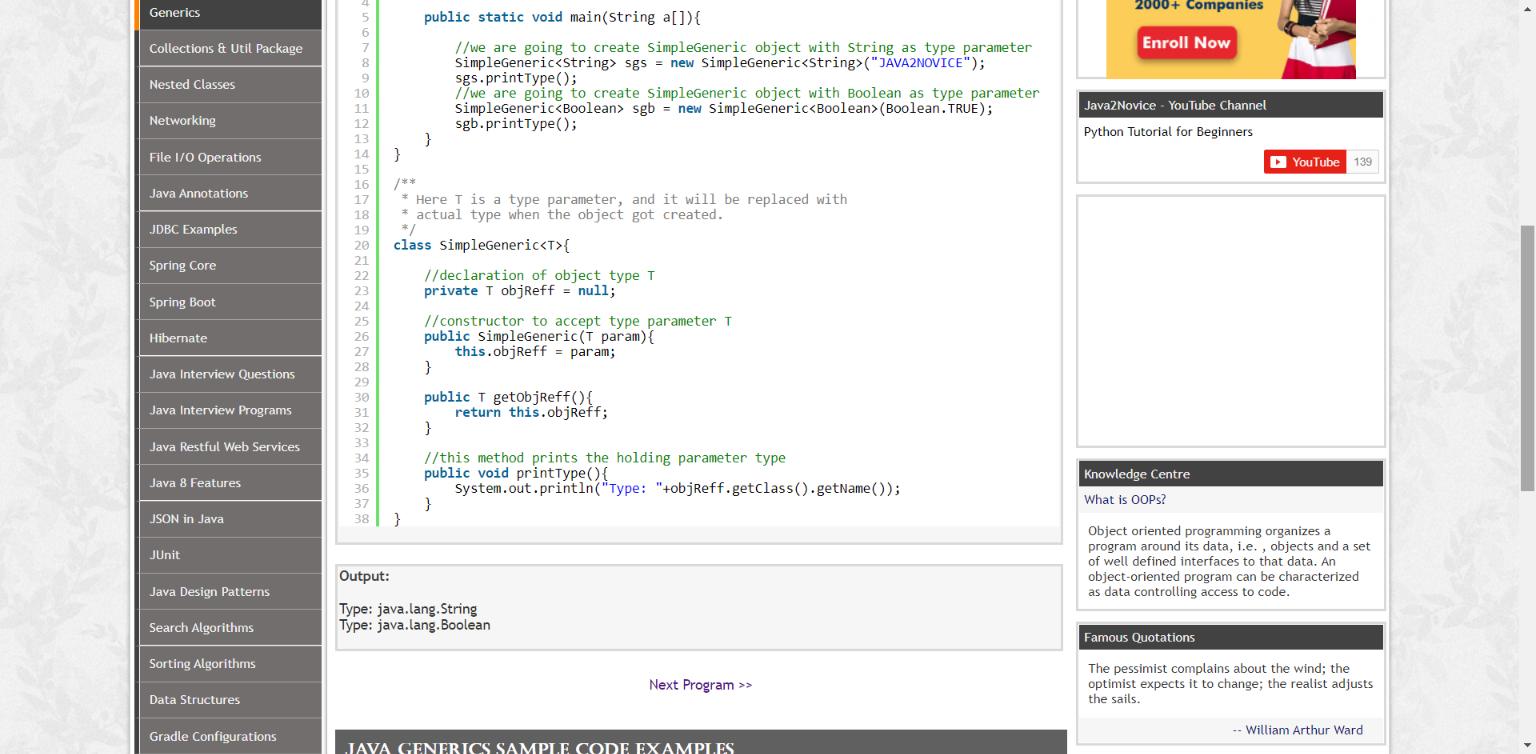 Generics
Collections & Util Package
Nested Classes
Networking
File I/O Operations
Java Annotations
JDBC Examples
Spring Core
Spring Boot
Hibernate
Java Interview Questions
Java Interview Programs
Java Restful Web Services
Java 8 Features
JSON in Java
JUnit
Java Design Patterns
Search Algorithms
Sorting Algorithms
Data Structures
Gradle Configurations
4
5 public static void main(String a[]){
6
7 //we are going to create SimpleGeneric object with String as type parameter
8 SimpleGeneric<String> sgs = new SimpleGeneric<String>("JAVA2NOVICE");
9 sgs.printType();
10 //we are going to create SimpleGeneric object with Boolean as type parameter
11 SimpleGeneric<Boolean> sgb = new SimpleGeneric<Boolean>(Boolean.TRUE);
12 sgb.printType();
13 }
14 }
15
16 /**
17 * Here T is a type parameter, and it will be replaced with
18 * actual type when the object got created.
19 */
20 class SimpleGeneric<T>{
21
22 //declaration of object type T
23 private T objReff = null;
24
25 //constructor to accept type parameter T
26 public SimpleGeneric(T param){
27 this.objReff = param;
28 }
29
30 public T getObjReff(){
31 return this.objReff;
32 }
33
34 //this method prints the holding parameter type
35 public void printType(){
36 System.out.println("Type: "+objReff.getClass().getName());
37 }
38 }
Output:
Type: java.lang.String
Type: java.lang.Boolean
Next Program >>
JAVA GENERICS SAMPLE CODE EXAMPLES
2000+ Companies
Enroll Now
Java2Novice - YouTube Channel
Python Tutorial for Beginners
YouTube 139
Knowledge Centre
What is OOPs?
Object oriented programming organizes a
program around its data, i.e. , objects and a set
of well defined interfaces to that data. An
object-oriented program can be characterized
as data controlling access to code.
Famous Quotations
The pessimist complains about the wind; the
optimist expects it to change; the realist adjusts
the sails.
-- William Arthur Ward